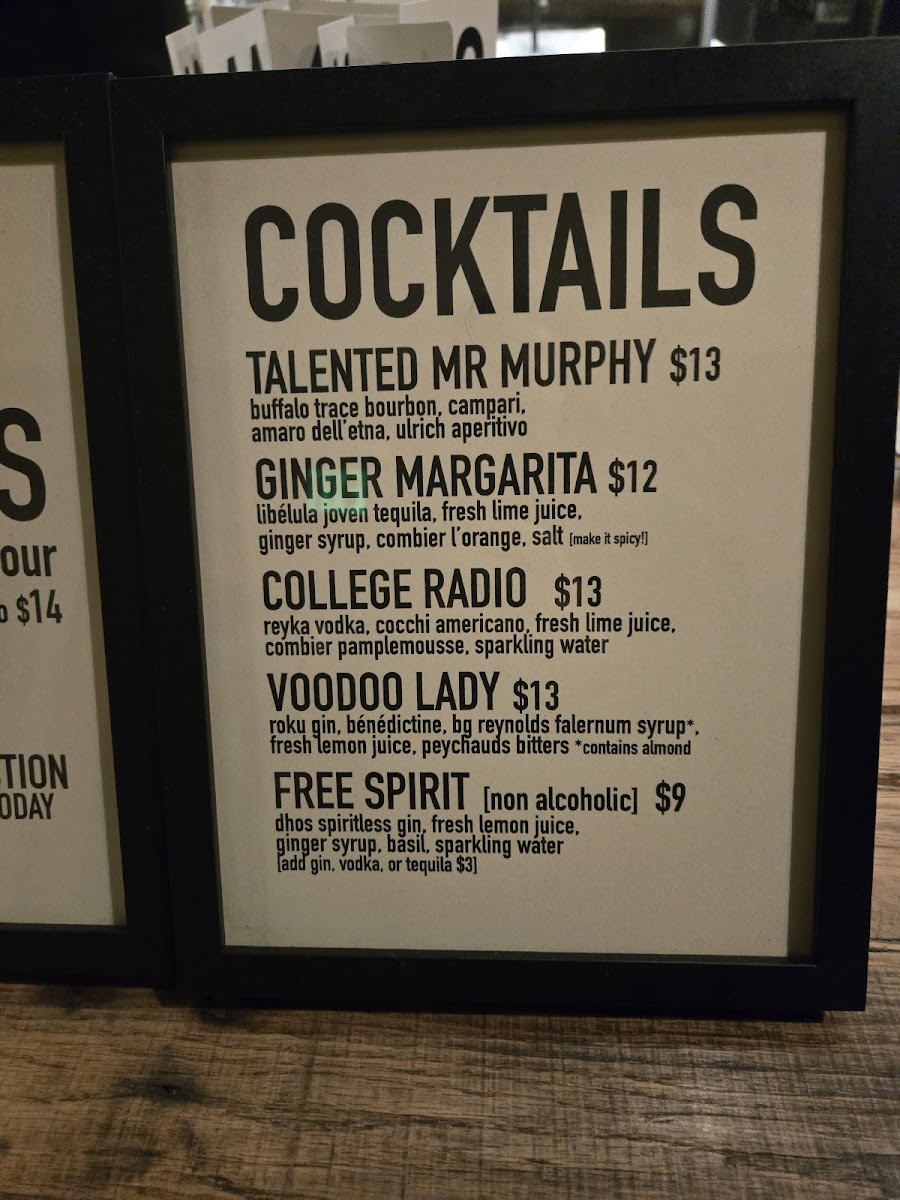 COCKTAILS
TALENTED MR MURPHY $13
buffalo trace bourbon, campari,
amaro dell'etna, ulrich aperitivo
GINGER MARGARITA $12
libélula joven tequila, fresh lime juice,
ginger syrup, combier l'orange, salt [make it spicy!]
COLLEGE RADIO $13
reyka vodka, cocchi americano, fresh lime juice,
combier pamplemousse, sparkling water
VOODOO LADY $13
roku gin, bénédictine, bg reynolds falernum syrup*,
fresh lemon juice, peychauds bitters *contains almond
FREE SPIRIT [non alcoholic] $9
dhos spiritless gin, fresh lemon juice,
ginger syrup, basil, sparkling water
[add gin, vodka, or tequila $3]
S
our
$14
TION
ODAY